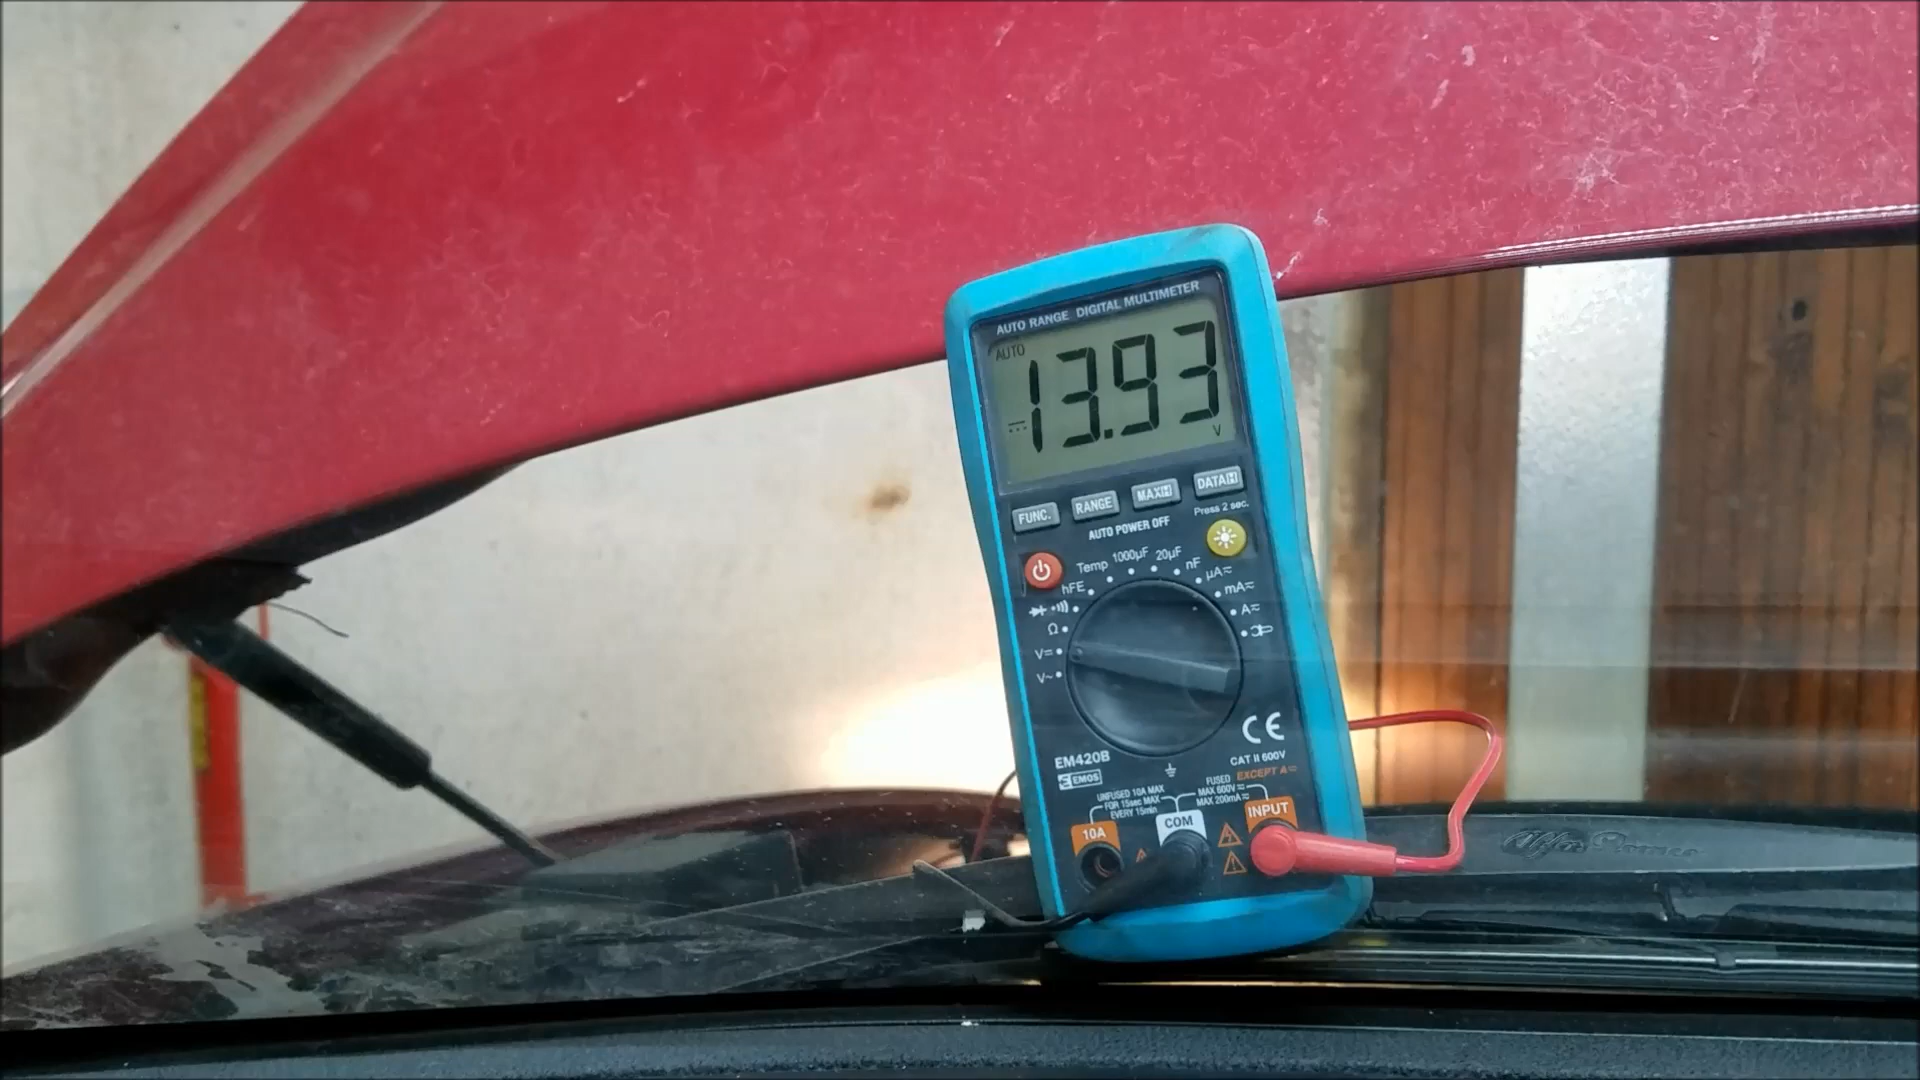 AUTO RANGE DIGITAL MULTIMETER
AUTO
13.93
V
FUNC.
RANGE
MAX H
DATA H
Press 2 sec.
AUTO POWER OFF
hFE
Temp
1000µF
20µF
nF
µA≂
mA≂
A≂
Ω
V⎓
V~
CE
EM420B
EMOS
CAT II 600V
UNFUSED 10A MAX
FOR 15sec MAX
EVERY 15min
FUSED
EXCEPT A≂
MAX 600V≂
MAX 200mA≂
10A
COM
INPUT
Alfa Romeo